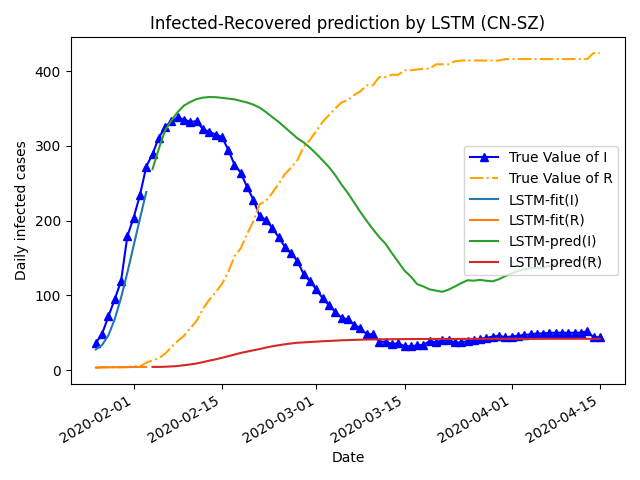 Infected-Recovered prediction by LSTM (CN-SZ)
Daily infected cases
400
300
200
100
0
True Value of I
True Value of R
LSTM-fit(I)
LSTM-fit(R)
LSTM-pred(I)
LSTM-pred(R)
2020-02-01
2020-02-15
2020-03-01
2020-03-15
2020-04-01
2020-04-15
Date